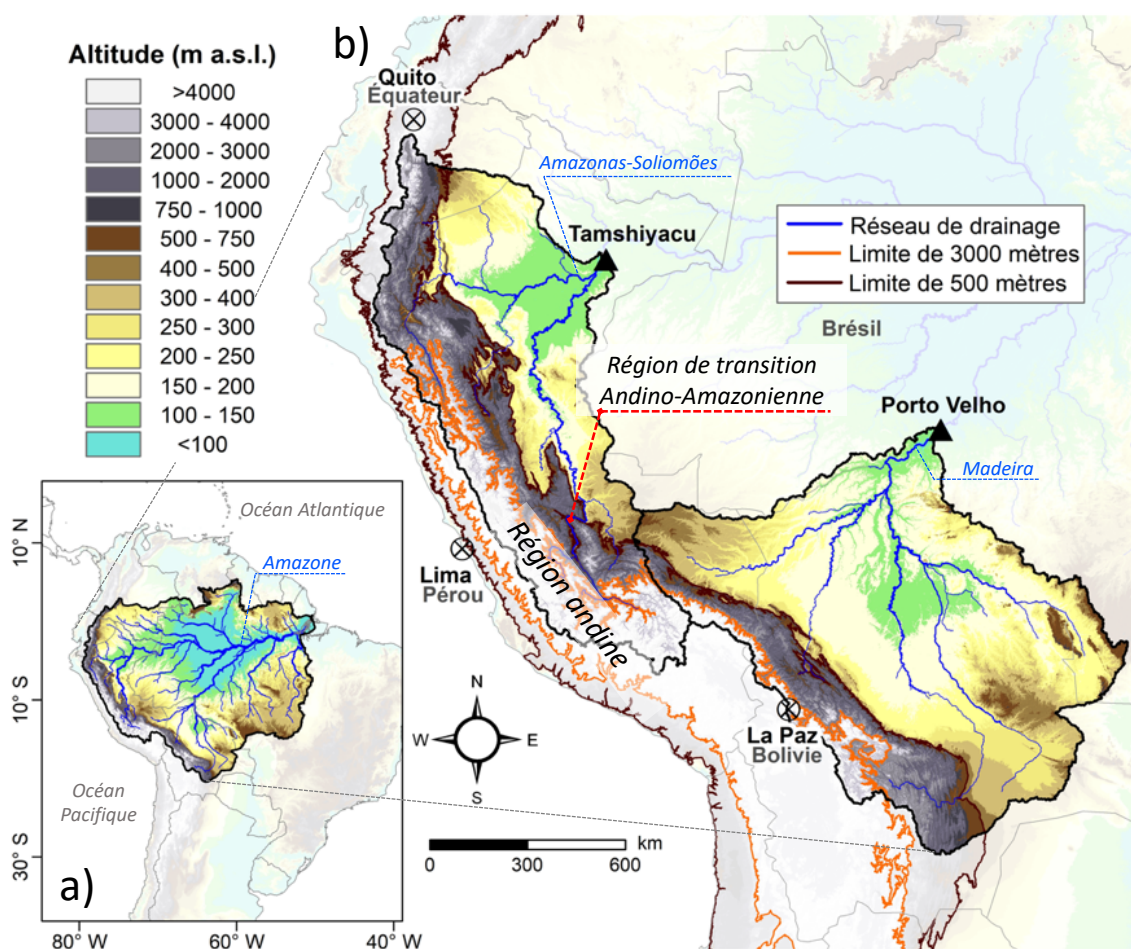 Altitude (m a.s.l.)
>4000
3000 - 4000
2000 - 3000
1000 - 2000
750 - 1000
500 - 750
400 - 500
300 - 400
250 - 300
200 - 250
150 - 200
100 - 150
<100
b)
Quito
Équateur
Amazonas-Soliomões
Tamshiyacu
Réseau de drainage
Limite de 3000 mètres
Limite de 500 mètres
Brésil
Région de transition
Andino-Amazonienne
Porto Velho
Madeira
Lima
Pérou
Région andine
La Paz
Bolivie
N
W
E
S
0
300
600
km
Océan Atlantique
Amazone
Océan
Pacifique
a)
10° N
10° S
30° S
80° W
60° W
40° W